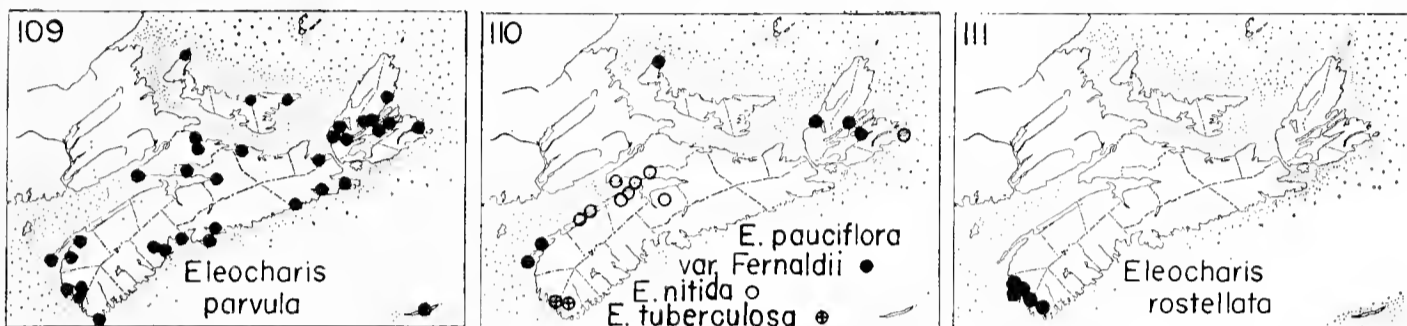 109
Eleocharis
parvula
110
E. pauciflora
var. Fernaldii ●
E. nitida ○
E. tuberculosa ⊕
111
Eleocharis
rostellata